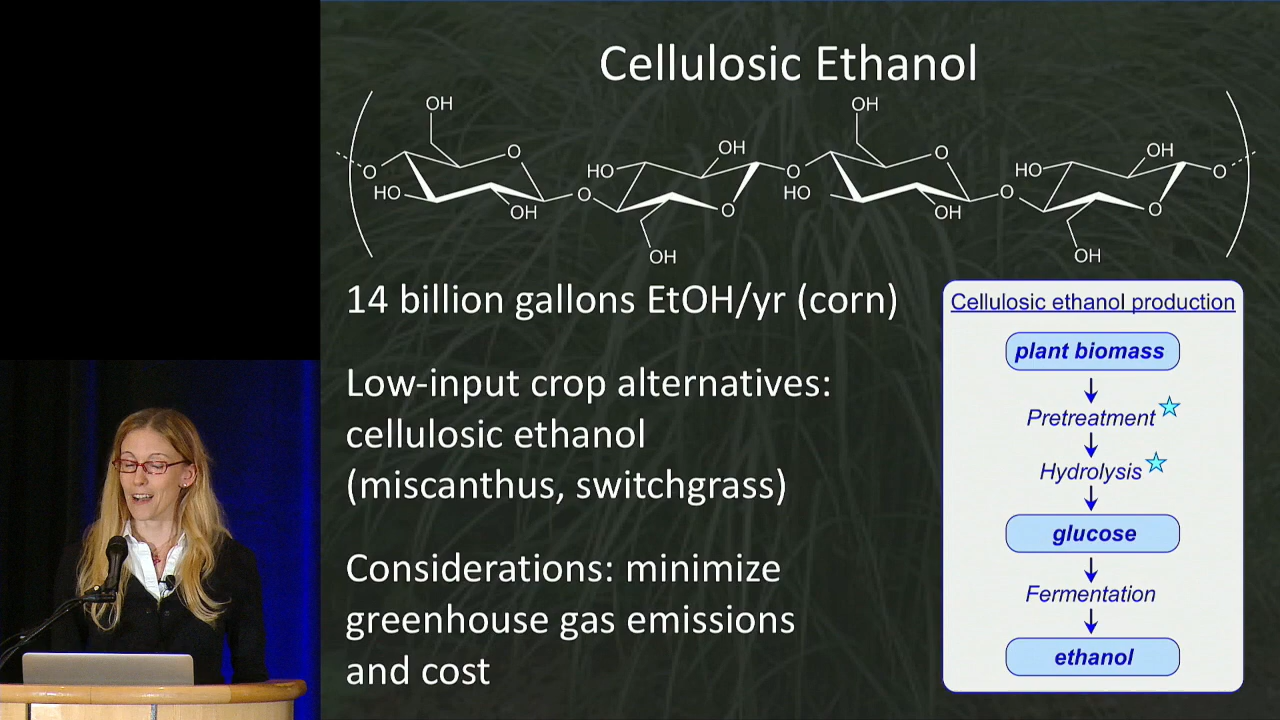 Cellulosic Ethanol
OH
OH
O
HO
OH
O
HO
OH
O
HO
OH
O
O
HO
OH
O
HO
OH
O
O
OH
OH
14 billion gallons EtOH/yr (corn)
Low-input crop alternatives:
cellulosic ethanol
(miscanthus, switchgrass)
Considerations: minimize
greenhouse gas emissions
and cost
Cellulosic ethanol production
plant biomass
Pretreatment
Hydrolysis
glucose
Fermentation
ethanol